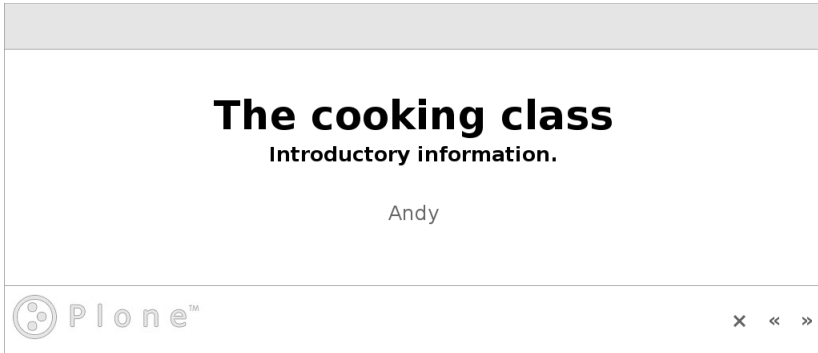 The cooking class
Introductory information.
Andy
Plone™
× « »